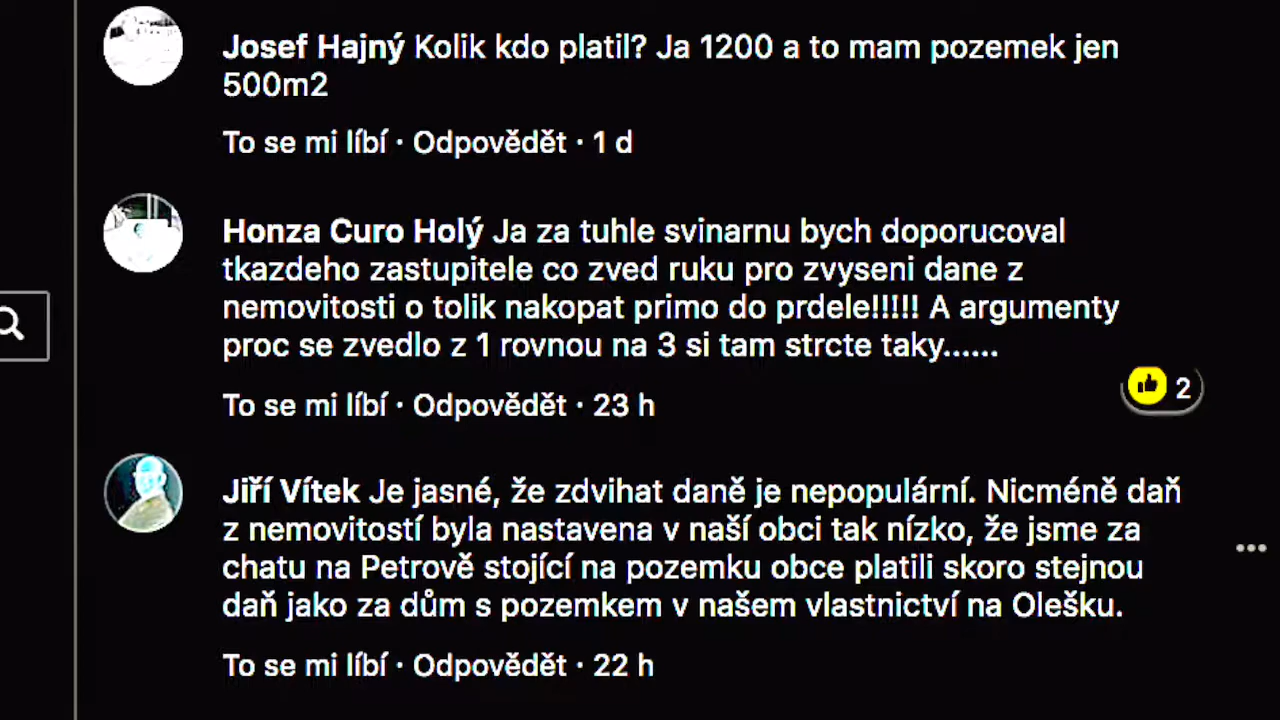 Josef Hajný Kolik kdo platil? Ja 1200 a to mam pozemek jen
500m2
To se mi líbí · Odpovědět · 1 d
Honza Curo Holý Ja za tuhle svinarnu bych doporucoval
tkazdeho zastupitele co zved ruku pro zvyseni dane z
nemovitosti o tolik nakopat primo do prdele!!!!! A argumenty
proc se zvedlo z 1 rovnou na 3 si tam strcte taky......
2
To se mi líbí · Odpovědět · 23 h
Jiří Vítek Je jasné, že zdvihat daně je nepopulární. Nicméně daň
z nemovitostí byla nastavena v naší obci tak nízko, že jsme za
chatu na Petrově stojící na pozemku obce platili skoro stejnou
daň jako za dům s pozemkem v našem vlastnictví na Olešku.
To se mi líbí · Odpovědět · 22 h